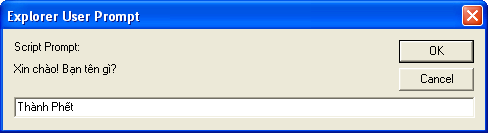 Explorer User Prompt
Script Prompt:
OK
Xin chào! Bạn tên gì?
Cancel
Thành Phết